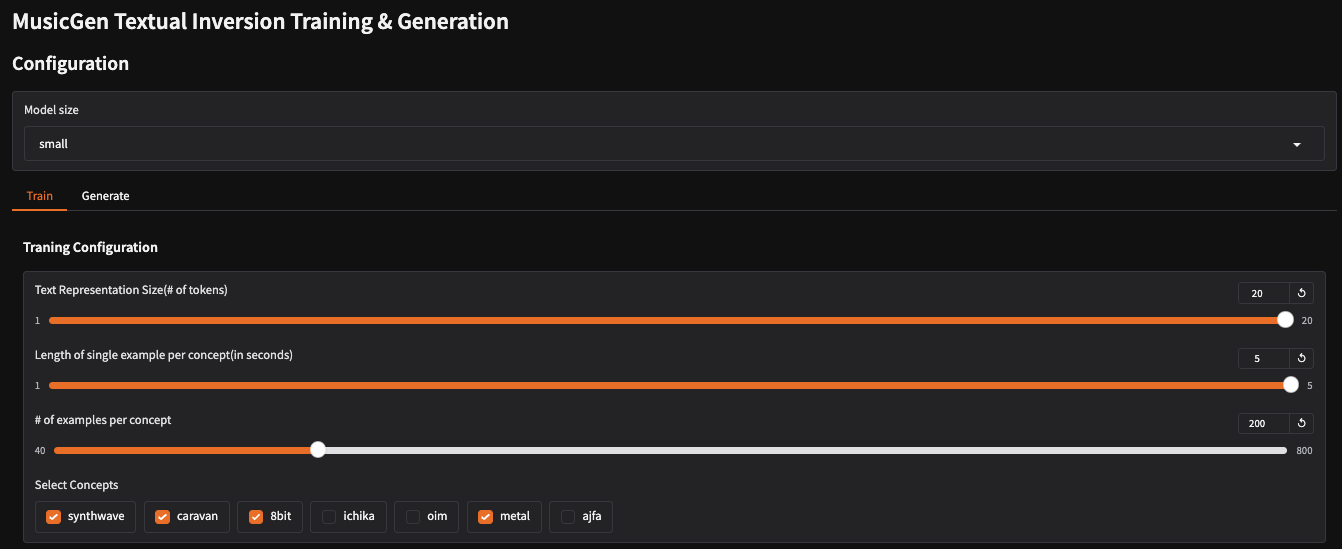 MusicGen Textual Inversion Training & Generation
Configuration
Model size
small
Train Generate
Traning Configuration
Text Representation Size(# of tokens) 20
1 20
Length of single example per concept(in seconds) 5
1 5
# of examples per concept 200
40 800
Select Concepts
synthwave caravan 8bit ichika oim metal ajfa